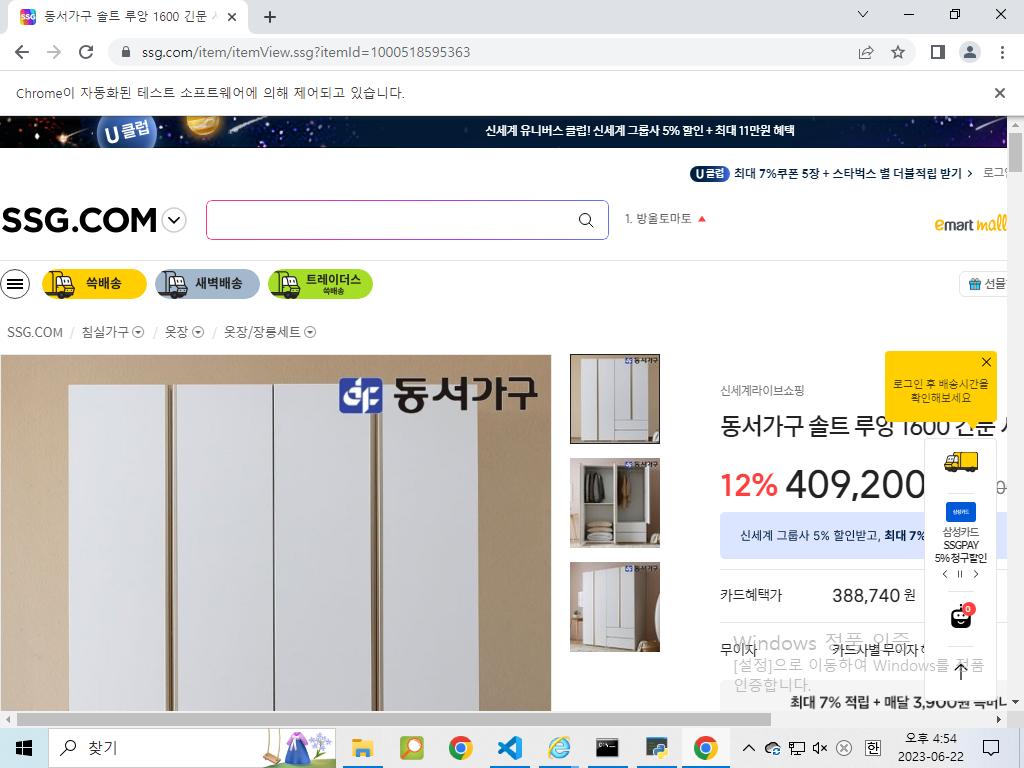 동서가구 솔트 루앙 1600 긴문
ssg.com/item/itemView.ssg?itemId=1000518595363
Chrome이 자동화된 테스트 소프트웨어에 의해 제어되고 있습니다.
U 클럽
신세계 유니버스 클럽! 신세계 그룹사 5% 할인 + 최대 11만원 혜택
U 클럽 최대 7%쿠폰 5장 + 스타벅스 별 더블적립 받기 >
SSG.COM
1. 방울토마토
emart mall
쓱배송
새벽배송
트레이더스
쓱배송
선물
SSG.COM / 침실가구 / 옷장 / 옷장/장롱세트
동서가구
로그인 후 배송시간을
확인해보세요
신세계라이브쇼핑
동서가구 솔트 루앙 1600 긴문
12% 409,200
삼성카드
신세계 그룹사 5% 할인받고, 최대 7%
삼성카드
SSGPAY
5% 청구할인
카드혜택가 388,740 원
0
Windows 정품 인증
무이자 카드사별 무이자
[설정]으로 이동하여 Windows를 정품
인증합니다.
최대 7% 적립 + 매달 3,900원
찾기
오후 4:54
2023-06-22
한